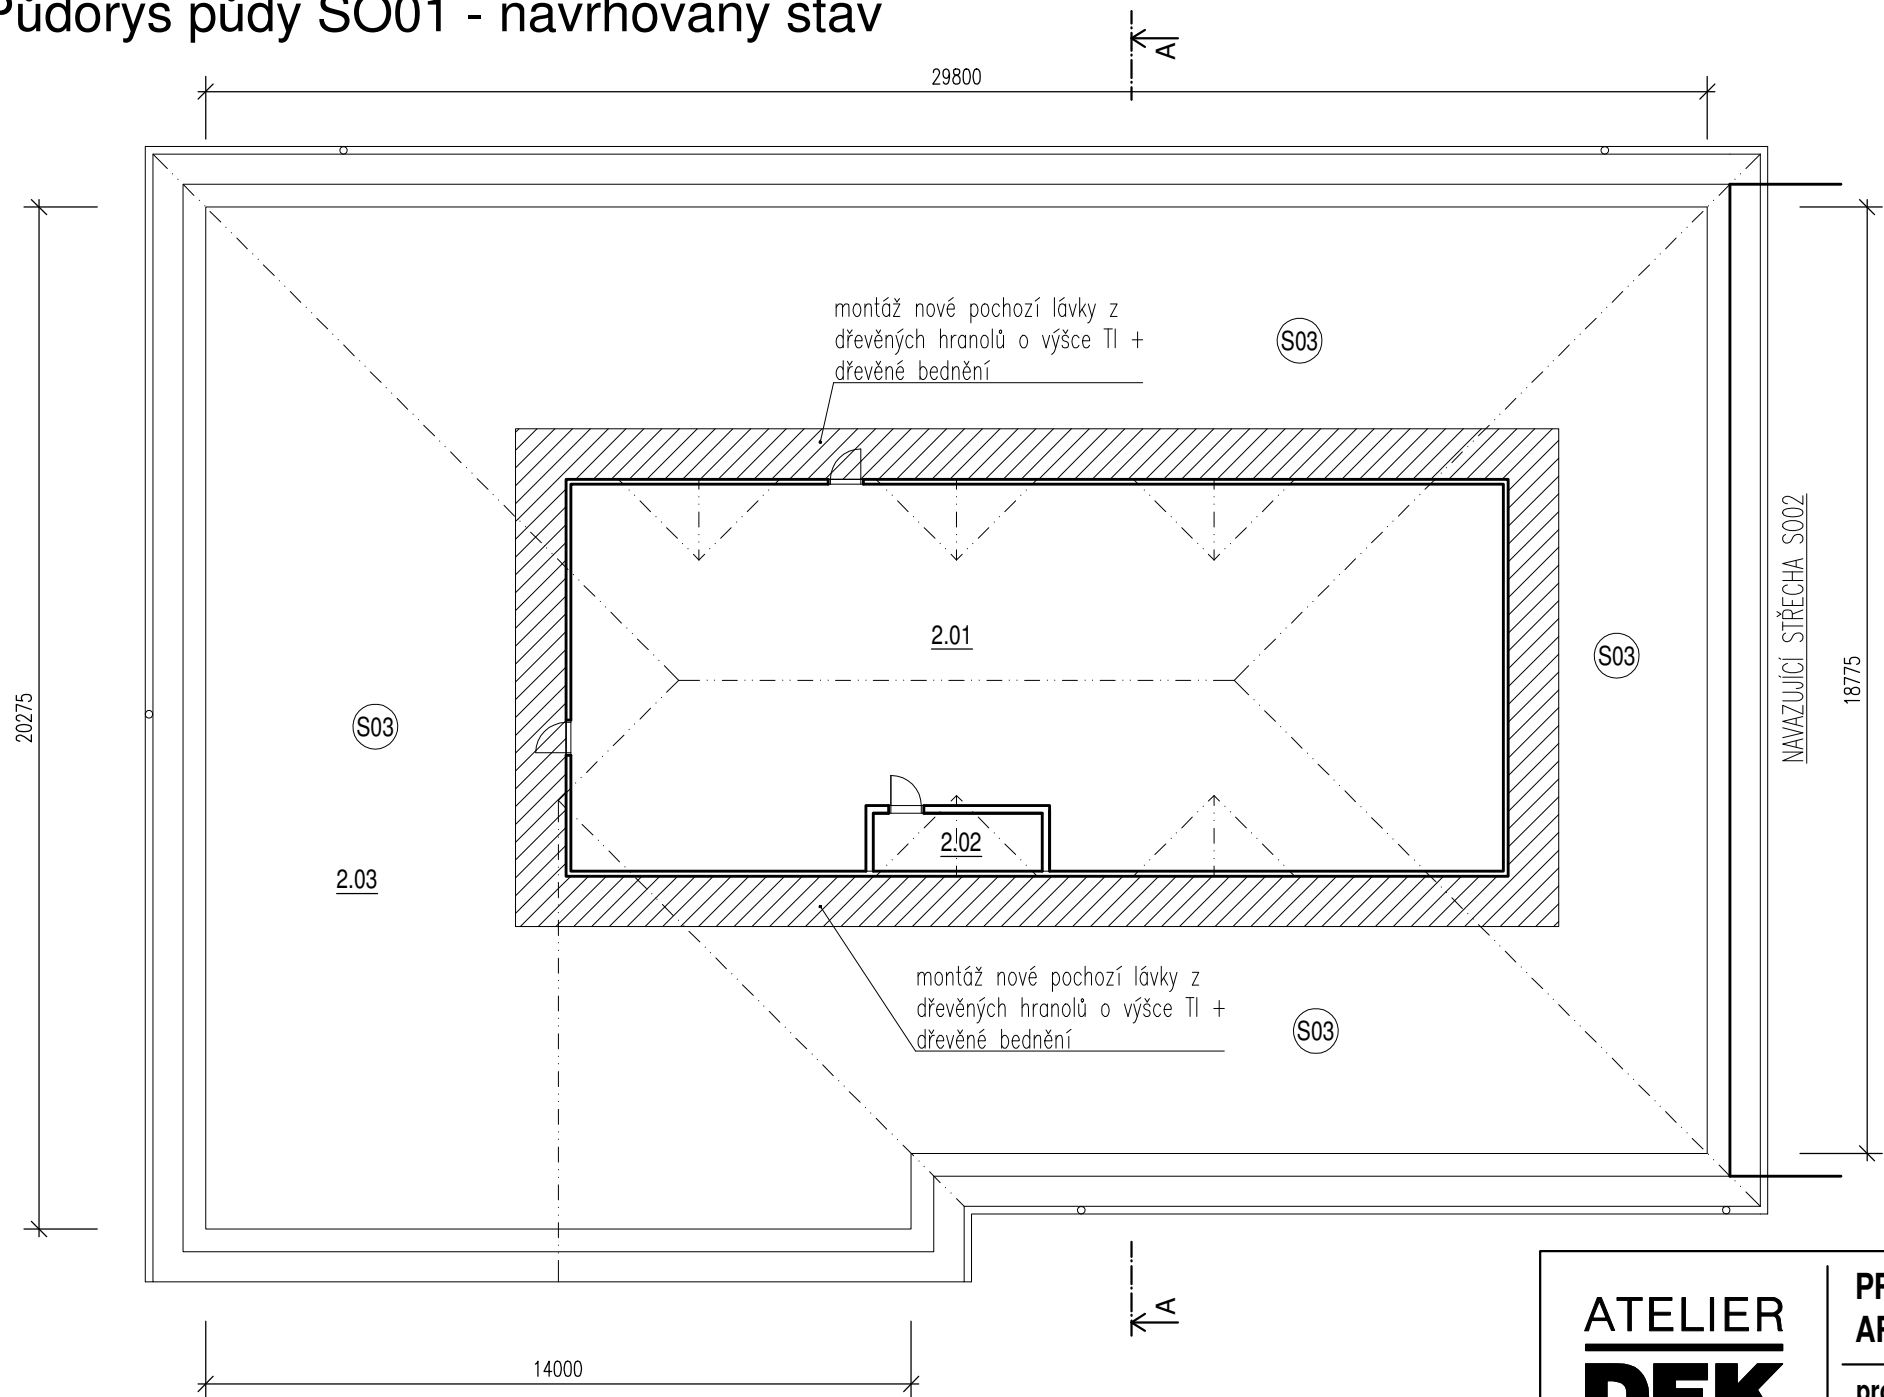 Půdorys půdy SO01 - navrhovaný stav
A
29800
montáž nové pochozí lávky z
dřevěných hranolů o výšce TI +
dřevěné bednění
S03
2.01
S03
NAVAZUJÍCÍ STŘECHA SO02
18775
20275
S03
2.02
2.03
montáž nové pochozí lávky z
dřevěných hranolů o výšce TI +
dřevěné bednění
S03
A
14000
ATELIER
DEK